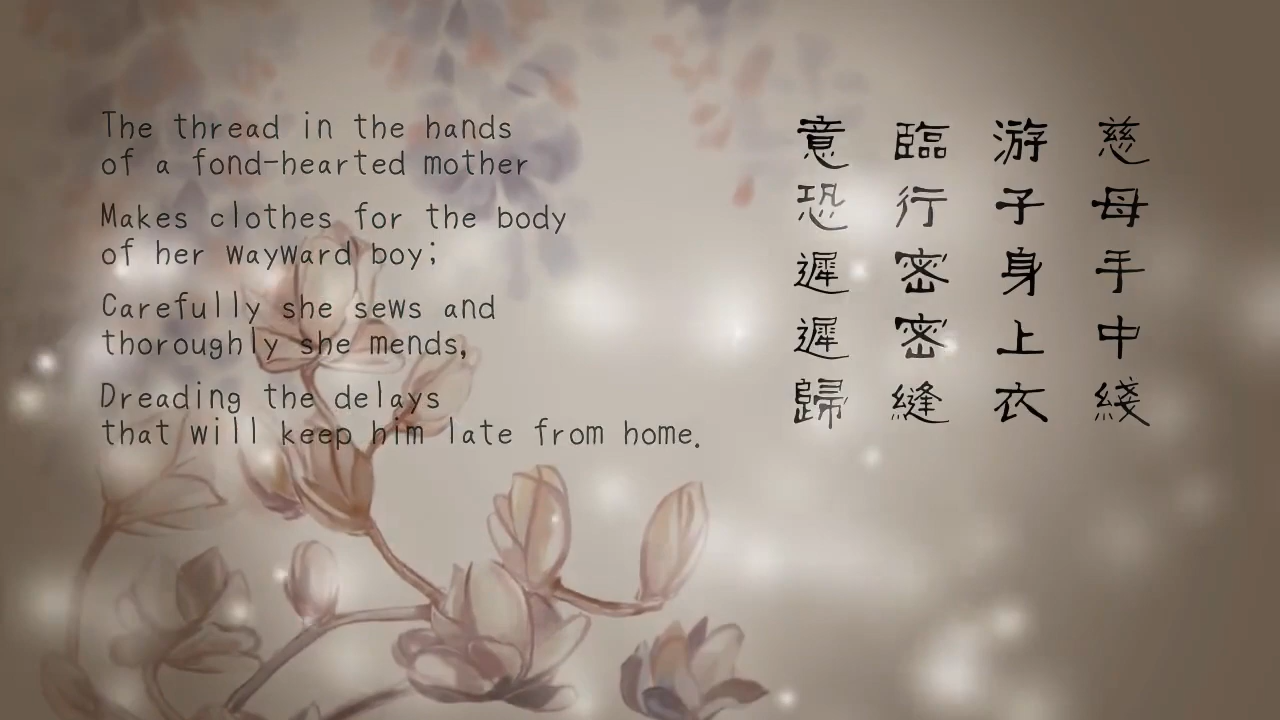 The thread in the hands
of a fond-hearted mother
Makes clothes for the body
of her wayward boy;
Carefully she sews and
thoroughly she mends,
Dreading the delays
that will keep him late from home.
慈母手中綫
游子身上衣
臨行密密縫
意恐遲遲歸